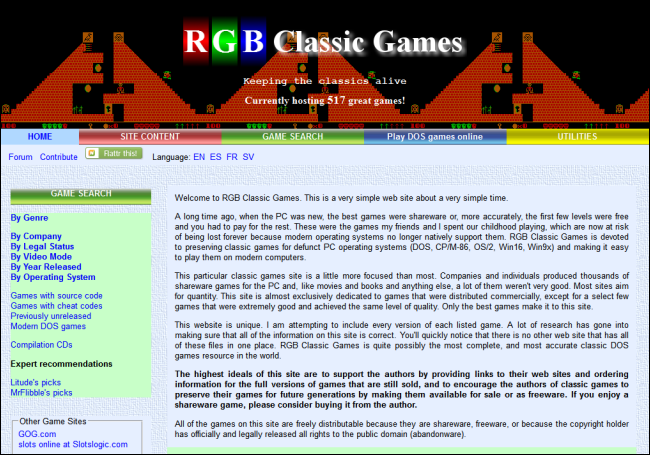 RGB Classic Games
Keeping the classics alive
Currently hosting 517 great games!
HOME SITE CONTENT GAME SEARCH Play DOS games online UTILITIES
Forum Contribute Flattr this! Language: EN ES FR SV
GAME SEARCH
By Genre
By Company
By Legal Status
By Video Mode
By Year Released
By Operating System
Games with source code
Games with cheat codes
Previously unreleased
Modern DOS games
Compilation CDs
Expert recommendations
Litude's picks
MrFlibble's picks
Other Game Sites
GOG.com
slots online at Slotslogic.com
Welcome to RGB Classic Games. This is a very simple web site about a very simple time.
A long time ago, when the PC was new, the best games were shareware or, more accurately, the first few levels were free
and you had to pay for the rest. These were the games my friends and I spent our childhood playing, which are now at risk
of being lost forever because modern operating systems no longer natively support them. RGB Classic Games is devoted
to preserving classic games for defunct PC operating systems (DOS, CP/M-86, OS/2, Win16, Win9x) and making it easy
to play them on modern computers.
This particular classic games site is a little more focused than most. Companies and individuals produced thousands of
shareware games for the PC and, like movies and books and anything else, a lot of them weren't very good. Most sites aim
for quantity. This site is almost exclusively dedicated to games that were distributed commercially, except for a select few
games that were extremely good and achieved the same level of quality. Only the best games make it to this site.
This website is unique. I am attempting to include every version of each listed game. A lot of research has gone into
making sure that all of the information on this site is correct. You'll quickly notice that there is no other web site that has all
of these files in one place. RGB Classic Games is quite possibly the most complete, and most accurate classic DOS
games resource in the world.
The highest ideals of this site are to support the authors by providing links to their web sites and ordering
information for the full versions of games that are still sold, and to encourage the authors of classic games to
preserve their games for future generations by making them available for sale or as freeware. If you enjoy a
shareware game, please consider buying it from the author.
All of the games on this site are freely distributable because they are shareware, freeware, or because the copyright holder
has officially and legally released all rights to the public domain (abandonware).